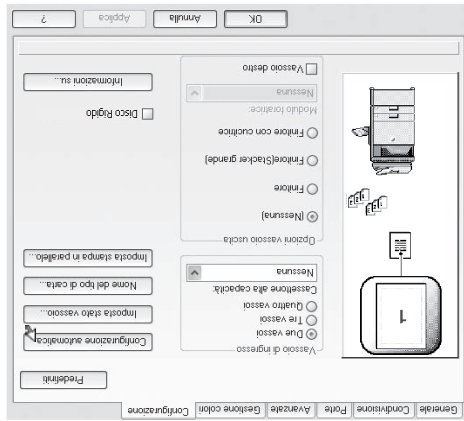 Generale Condivisione Porte Avanzate Gestione colori Configurazione
Predefiniti
Vassoio di ingresso
Due vassoi
Tre vassoi
Quattro vassoi
Cassettone alta capacità:
Nessuna
Configurazione automatica
Imposta stato vassoio...
Nome del tipo di carta...
Imposta stampa in parallelo...
Opzioni vassoio uscita
(Nessuna)
Finitore
Finitore(Stacker grande)
Finitore con cucitrice
Modulo foratrice:
Nessuna
Vassoio destro
Disco Rigido
Informazioni su...
1
OK Annulla Applica ?